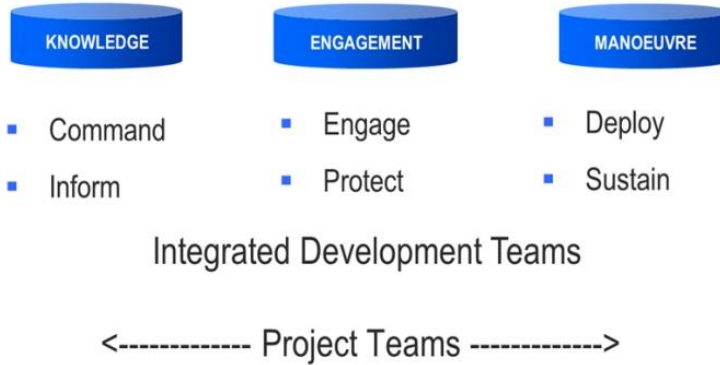 KNOWLEDGE ENGAGEMENT MANOEUVRE
▪ Command ▪ Engage ▪ Deploy
▪ Inform ▪ Protect ▪ Sustain
Integrated Development Teams
<------------- Project Teams ------------->